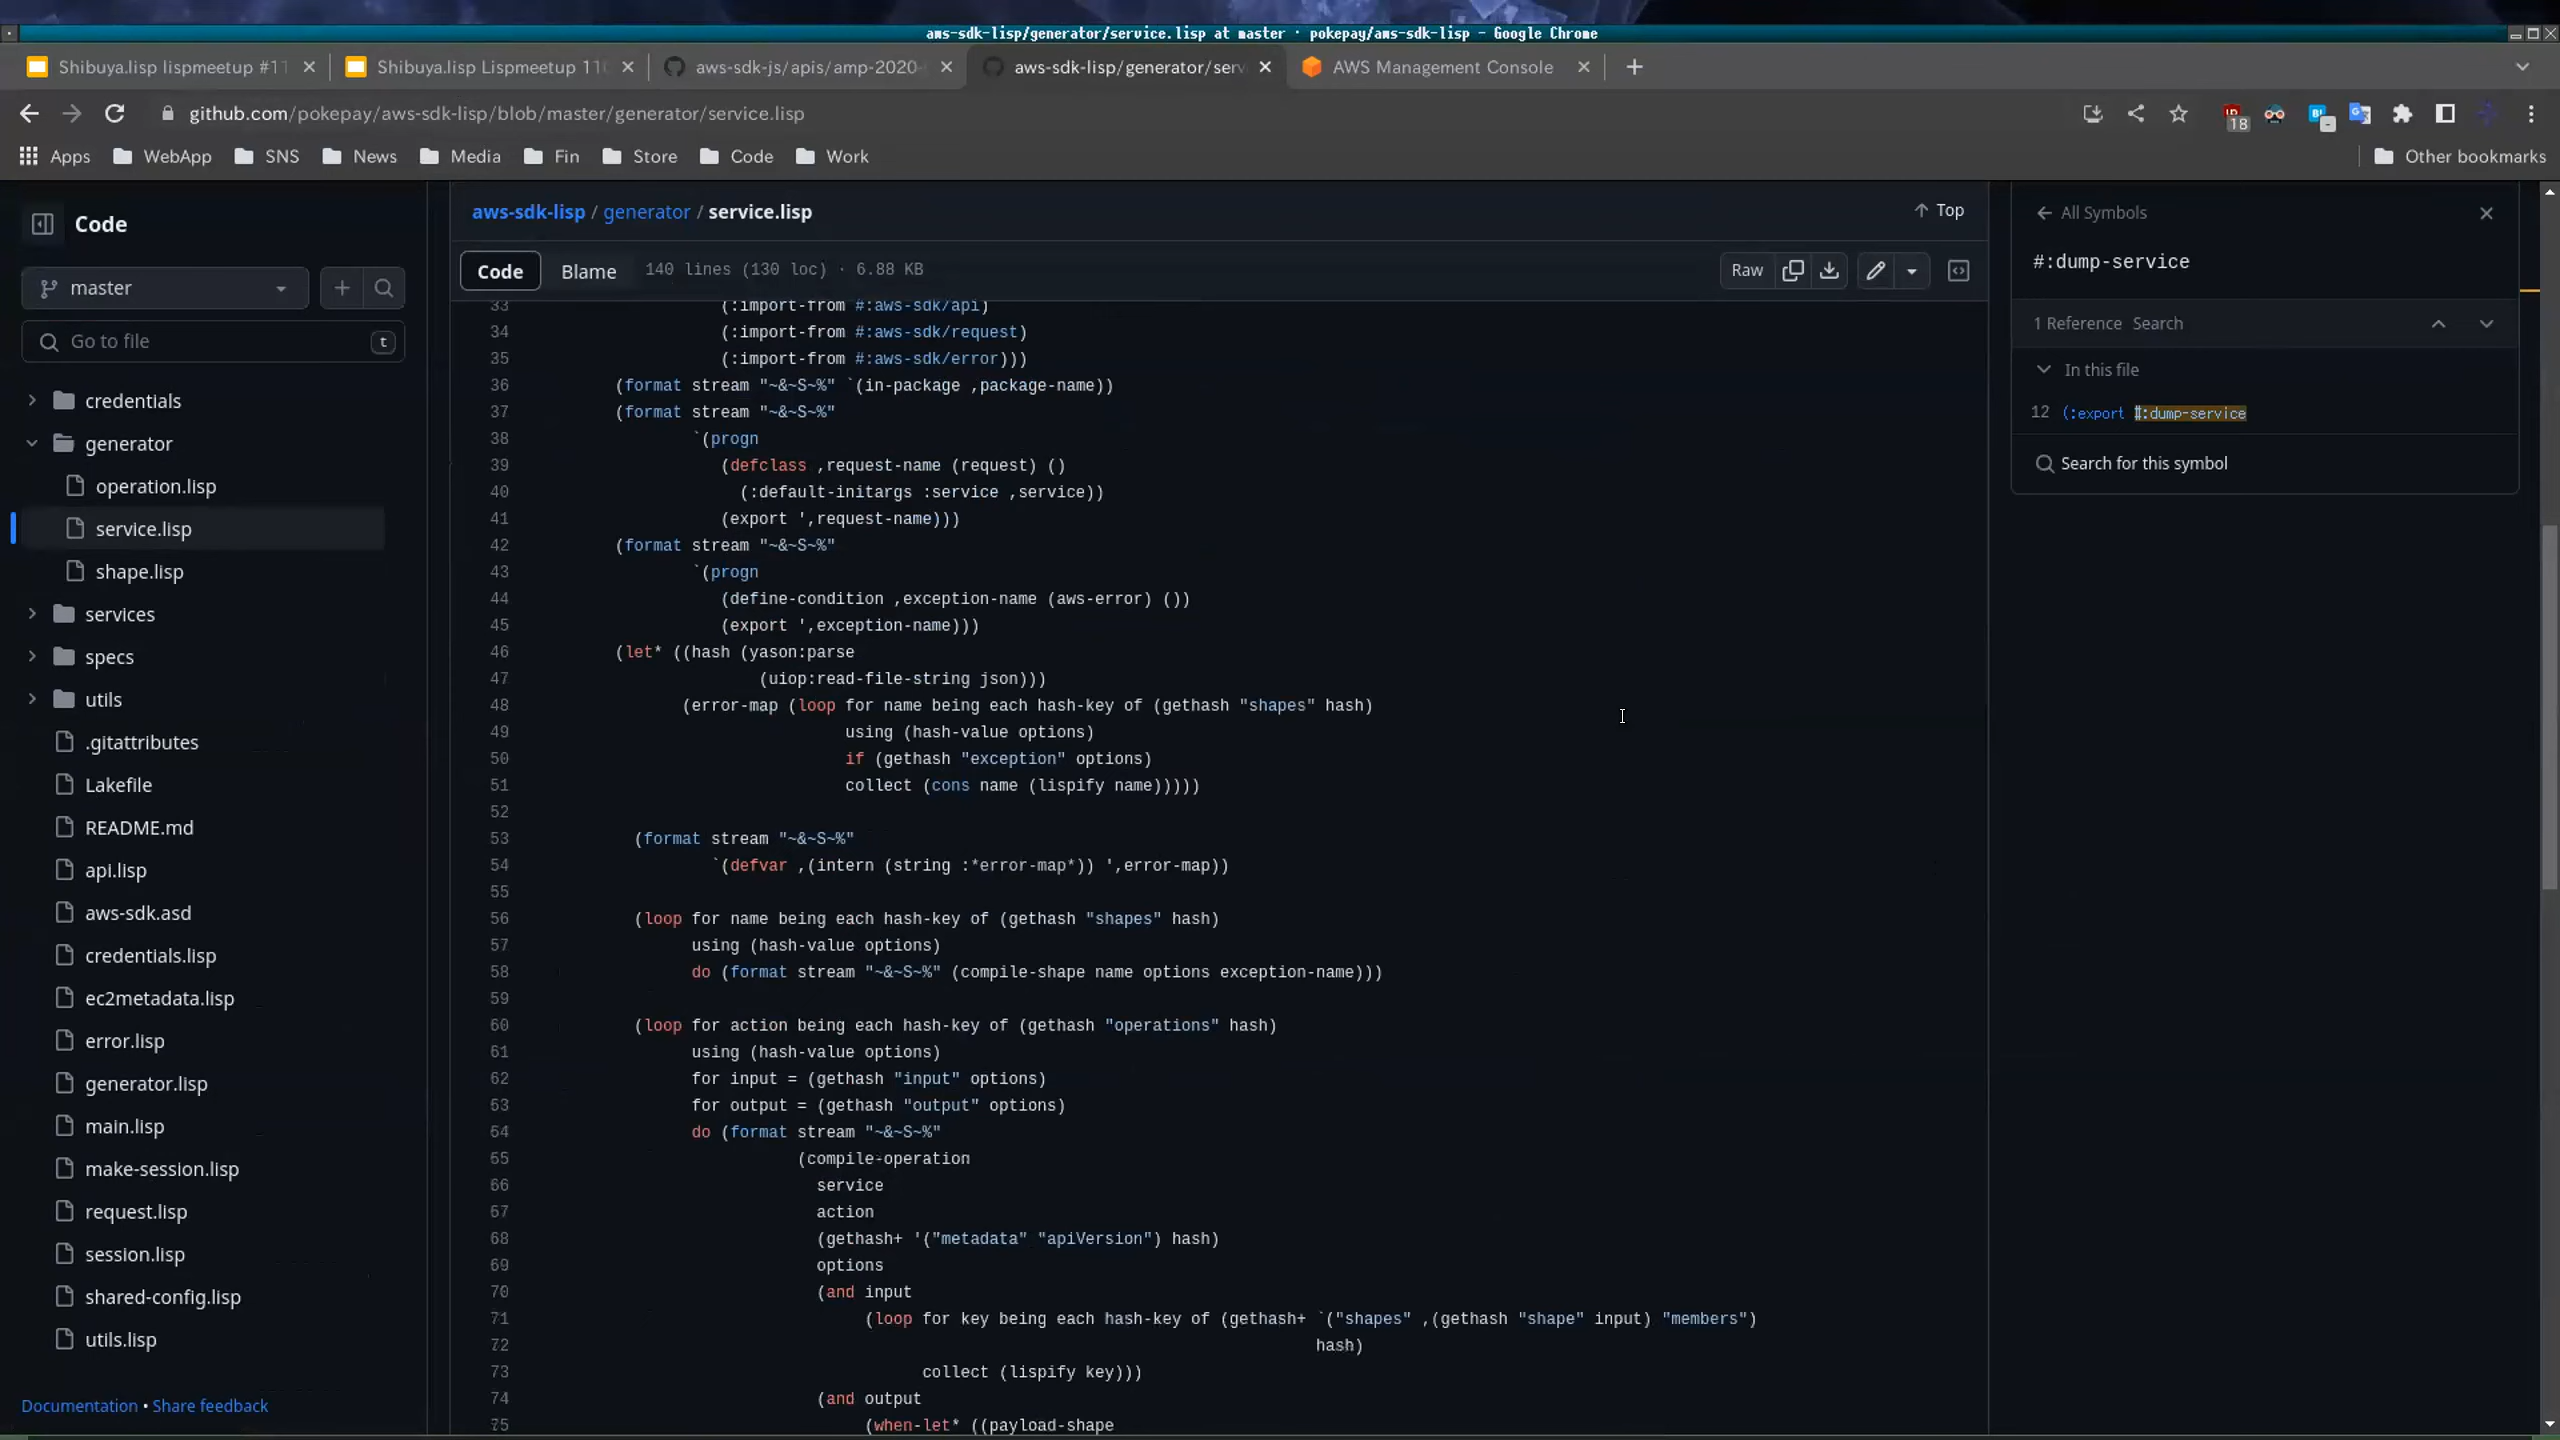 aws-sdk-lisp/generator/service.lisp at master · pokepay/aws-sdk-lisp - Google Chrome
Shibuya.lisp lispmeetup #11
Shibuya.lisp Lispmeetup 110
aws-sdk-js/apis/amp-2020-
aws-sdk-lisp/generator/serv
AWS Management Console
github.com/pokepay/aws-sdk-lisp/blob/master/generator/service.lisp
18
Apps WebApp SNS News Media Fin Store Code Work Other bookmarks
Code
master
Go to file t
credentials
generator
operation.lisp
service.lisp
shape.lisp
services
specs
utils
.gitattributes
Lakefile
README.md
api.lisp
aws-sdk.asd
credentials.lisp
ec2metadata.lisp
error.lisp
generator.lisp
main.lisp
make-session.lisp
request.lisp
session.lisp
shared-config.lisp
utils.lisp
Documentation • Share feedback
aws-sdk-lisp / generator / service.lisp
Top
Code Blame 140 lines (130 loc) · 6.88 KB
Raw
33 (:import-from #:aws-sdk/api)
34 (:import-from #:aws-sdk/request)
35 (:import-from #:aws-sdk/error)))
36 (format stream "~&~S~%" `(in-package ,package-name))
37 (format stream "~&~S~%"
38 `(progn
39 (defclass ,request-name (request) ()
40 (:default-initargs :service ,service))
41 (export ',request-name)))
42 (format stream "~&~S~%"
43 `(progn
44 (define-condition ,exception-name (aws-error) ())
45 (export ',exception-name)))
46 (let* ((hash (yason:parse
47 (uiop:read-file-string json)))
48 (error-map (loop for name being each hash-key of (gethash "shapes" hash)
49 using (hash-value options)
50 if (gethash "exception" options)
51 collect (cons name (lispify name)))))
52
53 (format stream "~&~S~%"
54 `(defvar ,(intern (string :*error-map*)) ',error-map))
55
56 (loop for name being each hash-key of (gethash "shapes" hash)
57 using (hash-value options)
58 do (format stream "~&~S~%" (compile-shape name options exception-name)))
59
60 (loop for action being each hash-key of (gethash "operations" hash)
61 using (hash-value options)
62 for input = (gethash "input" options)
63 for output = (gethash "output" options)
64 do (format stream "~&~S~%"
65 (compile-operation
66 service
67 action
68 (gethash+ '("metadata" "apiVersion") hash)
69 options
70 (and input
71 (loop for key being each hash-key of (gethash+ `("shapes" ,(gethash "shape" input) "members")
72 hash)
73 collect (lispify key)))
74 (and output
75 (when-let* ((payload-shape
All Symbols
#:dump-service
1 Reference Search
In this file
12 (:export #:dump-service
Search for this symbol